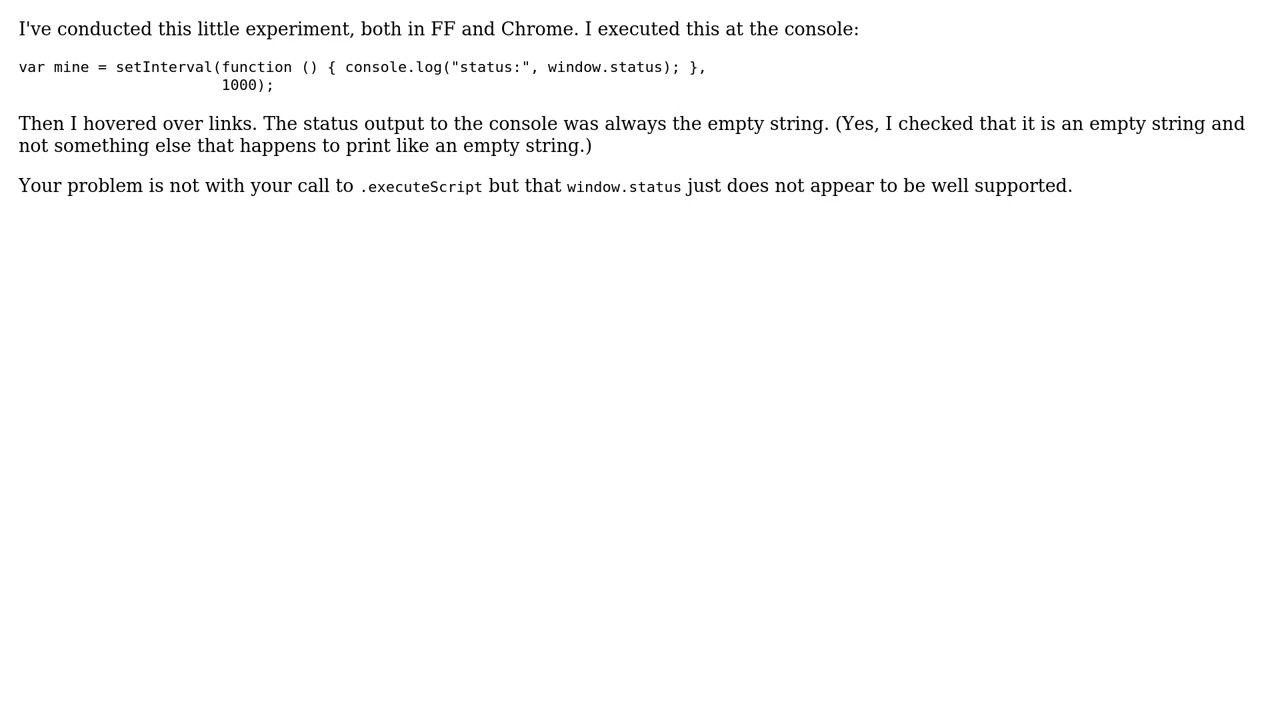 I've conducted this little experiment, both in FF and Chrome. I executed this at the console:
var mine = setInterval(function () { console.log("status:", window.status); },
                       1000);
Then I hovered over links. The status output to the console was always the empty string. (Yes, I checked that it is an empty string and
not something else that happens to print like an empty string.)
Your problem is not with your call to .executeScript but that window.status just does not appear to be well supported.